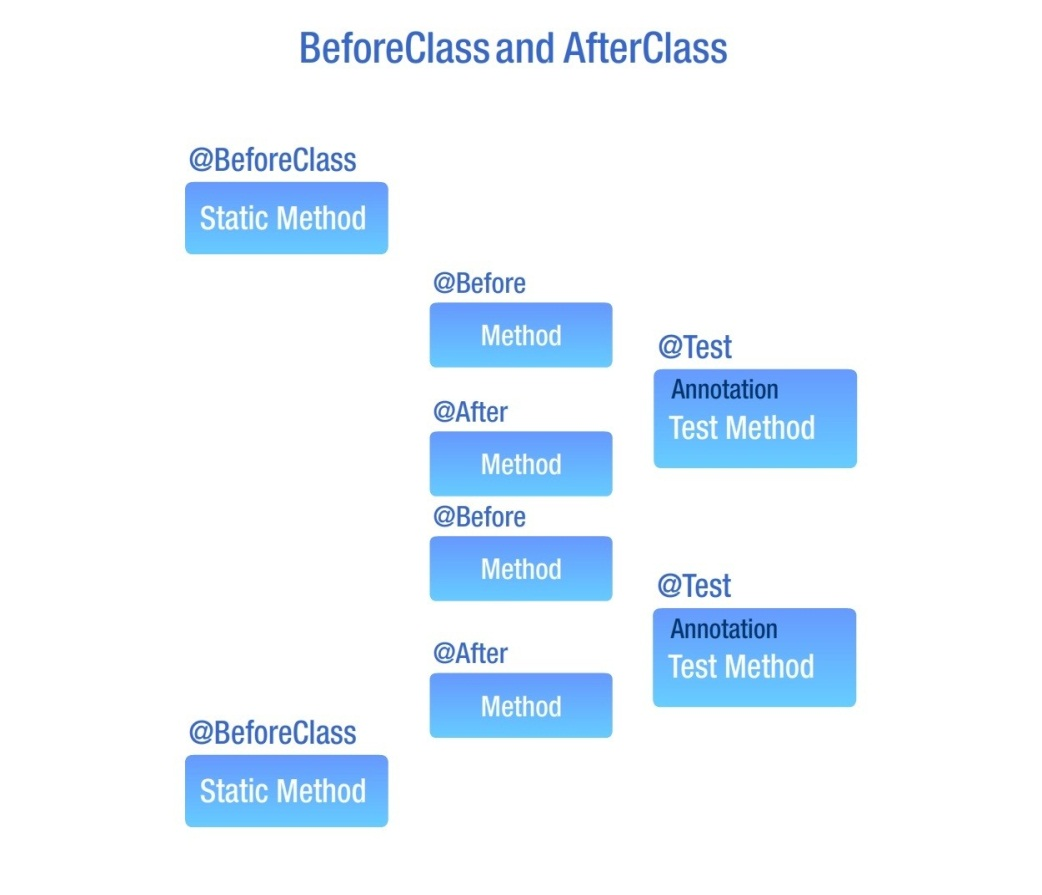 BeforeClass and AfterClass
@BeforeClass
Static Method
@Before
Method
@Test
Annotation
Test Method
@After
Method
@Before
Method
@Test
Annotation
Test Method
@After
Method
@BeforeClass
Static Method